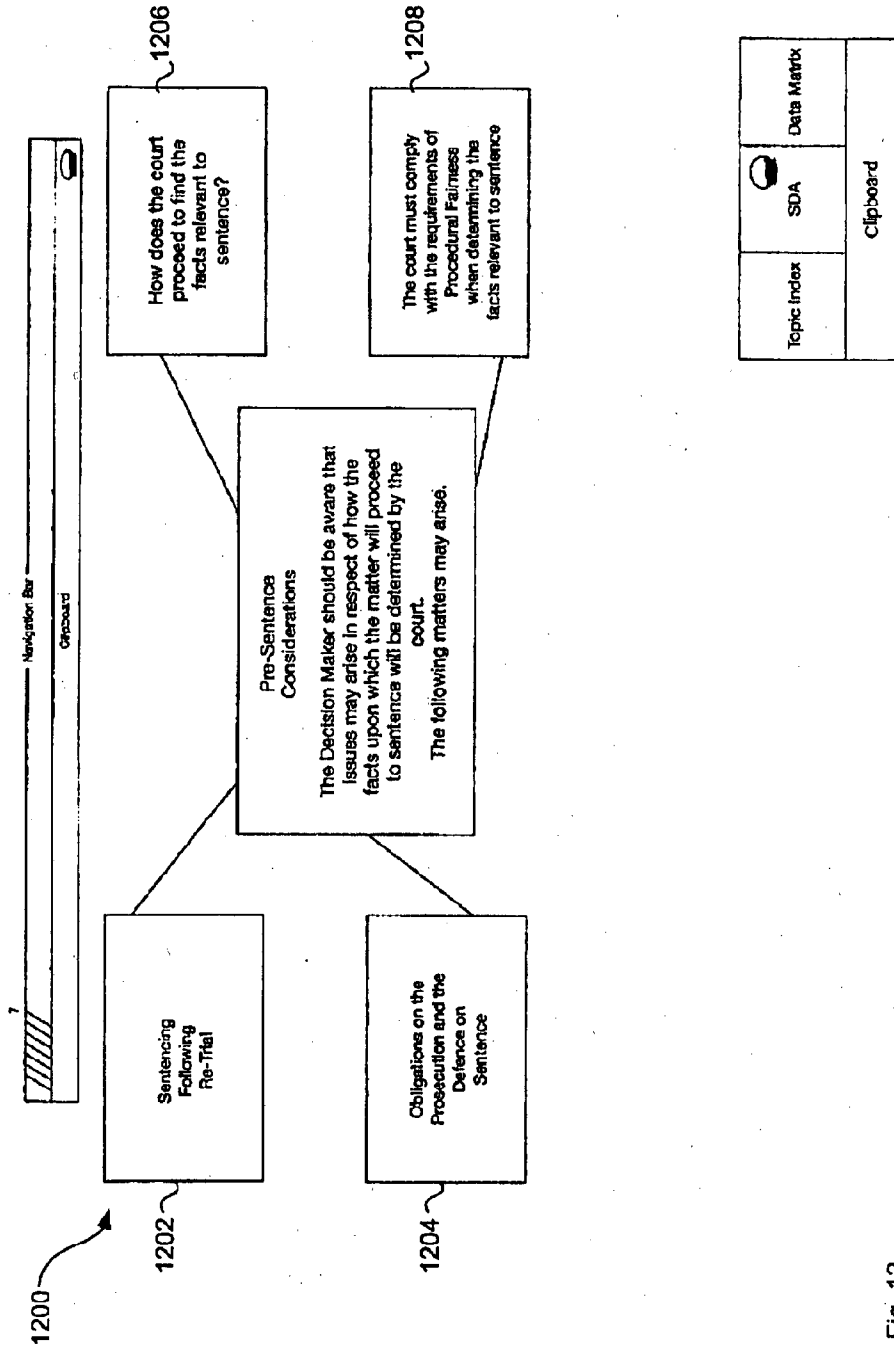 1200
7
Navigation Bar
Clipboard
1202
Sentencing
Following
Re-Trial
1206
How does the court
proceed to find the
facts relevant to
sentence?
Pre-Sentence
Considerations
The Decision Maker should be aware that
issues may arise in respect of how the
facts upon which the matter will proceed
to sentence will be determined by the
court.
The following matters may arise.
1204
Obligations on the
Prosecution and the
Defence on
Sentence
1208
The court must comply
with the requirements of
Procedural Fairness
when determining the
facts relevant to sentence
Topic Index
SDA
Data Matrix
clipboard
Fig. 12